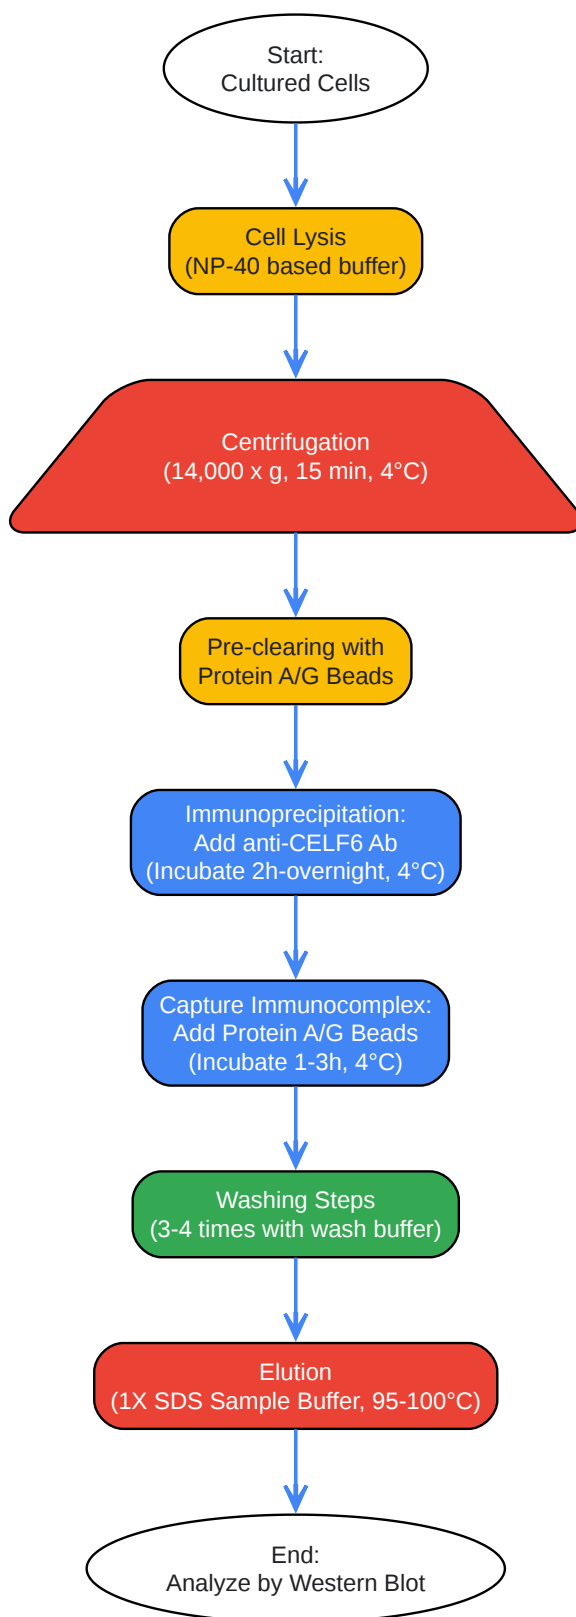 Start:
Cultured Cells
Cell Lysis
(NP-40 based buffer)
Centrifugation
(14,000 x g, 15 min, 4°C)
Pre-clearing with
Protein A/G Beads
Immunoprecipitation:
Add anti-CELF6 Ab
(Incubate 2h-overnight, 4°C)
Capture Immunocomplex:
Add Protein A/G Beads
(Incubate 1-3h, 4°C)
Washing Steps
(3-4 times with wash buffer)
Elution
(1X SDS Sample Buffer, 95-100°C)
End:
Analyze by Western Blot